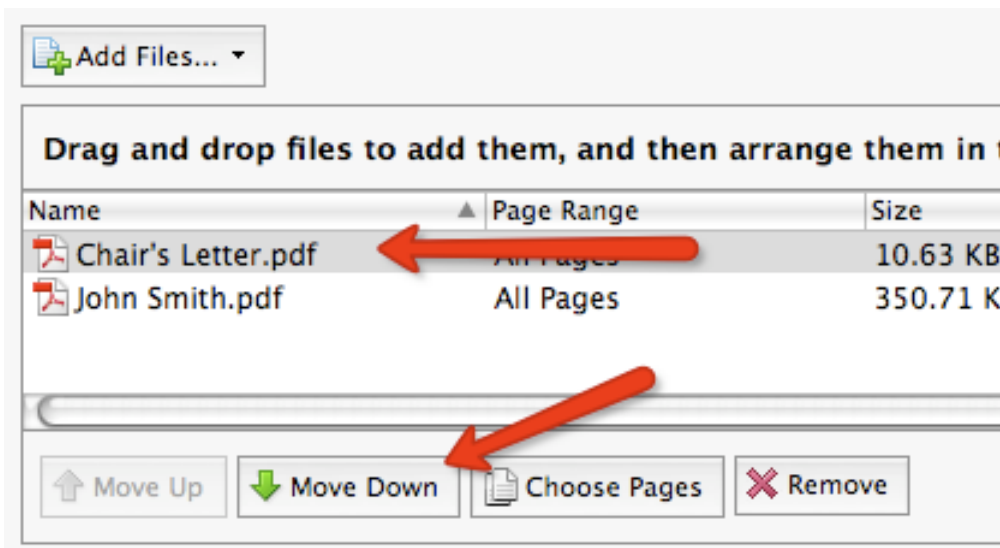 Add Files...
Drag and drop files to add them, and then arrange them in
Name Page Range Size
Chair's Letter.pdf All Pages 10.63 KB
John Smith.pdf All Pages 350.71 K
Move Up Move Down Choose Pages Remove